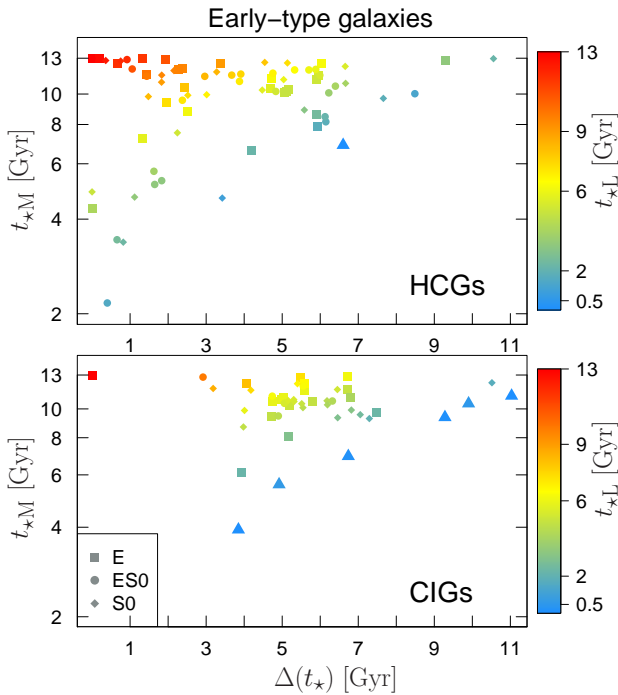 Early−type galaxies
13
10
8
6
4
2
t⋆M [Gyr]
HCGs
1 3 5 7 9 11
13
9
6
2
0.5
t⋆L [Gyr]
13
10
8
6
4
2
t⋆M [Gyr]
E
ES0
S0
CIGs
1 3 5 7 9 11
Δ(t⋆) [Gyr]
13
9
6
2
0.5
t⋆L [Gyr]